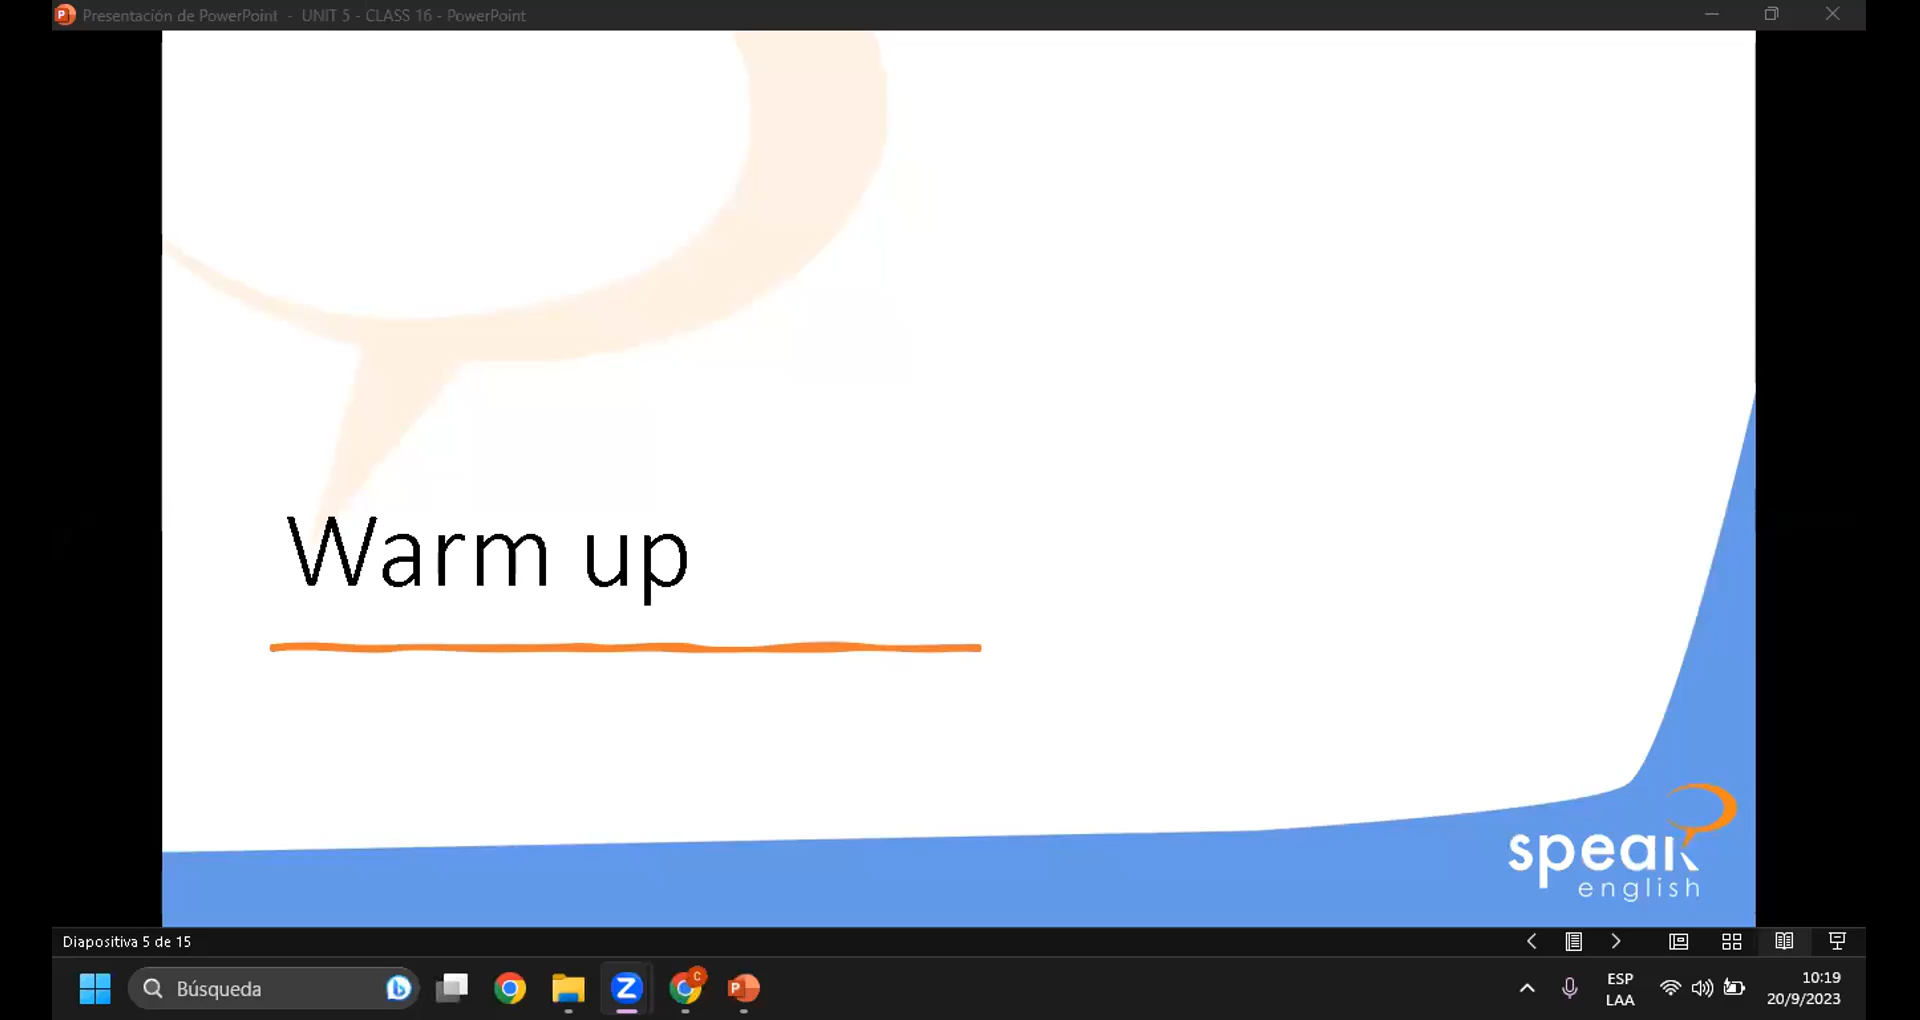 Presentación de PowerPoint - UNIT 5 - CLASS 16 - PowerPoint
Warm up
speak
english
Diapositiva 5 de 15
Búsqueda
ESP
LAA
10:19
20/9/2023